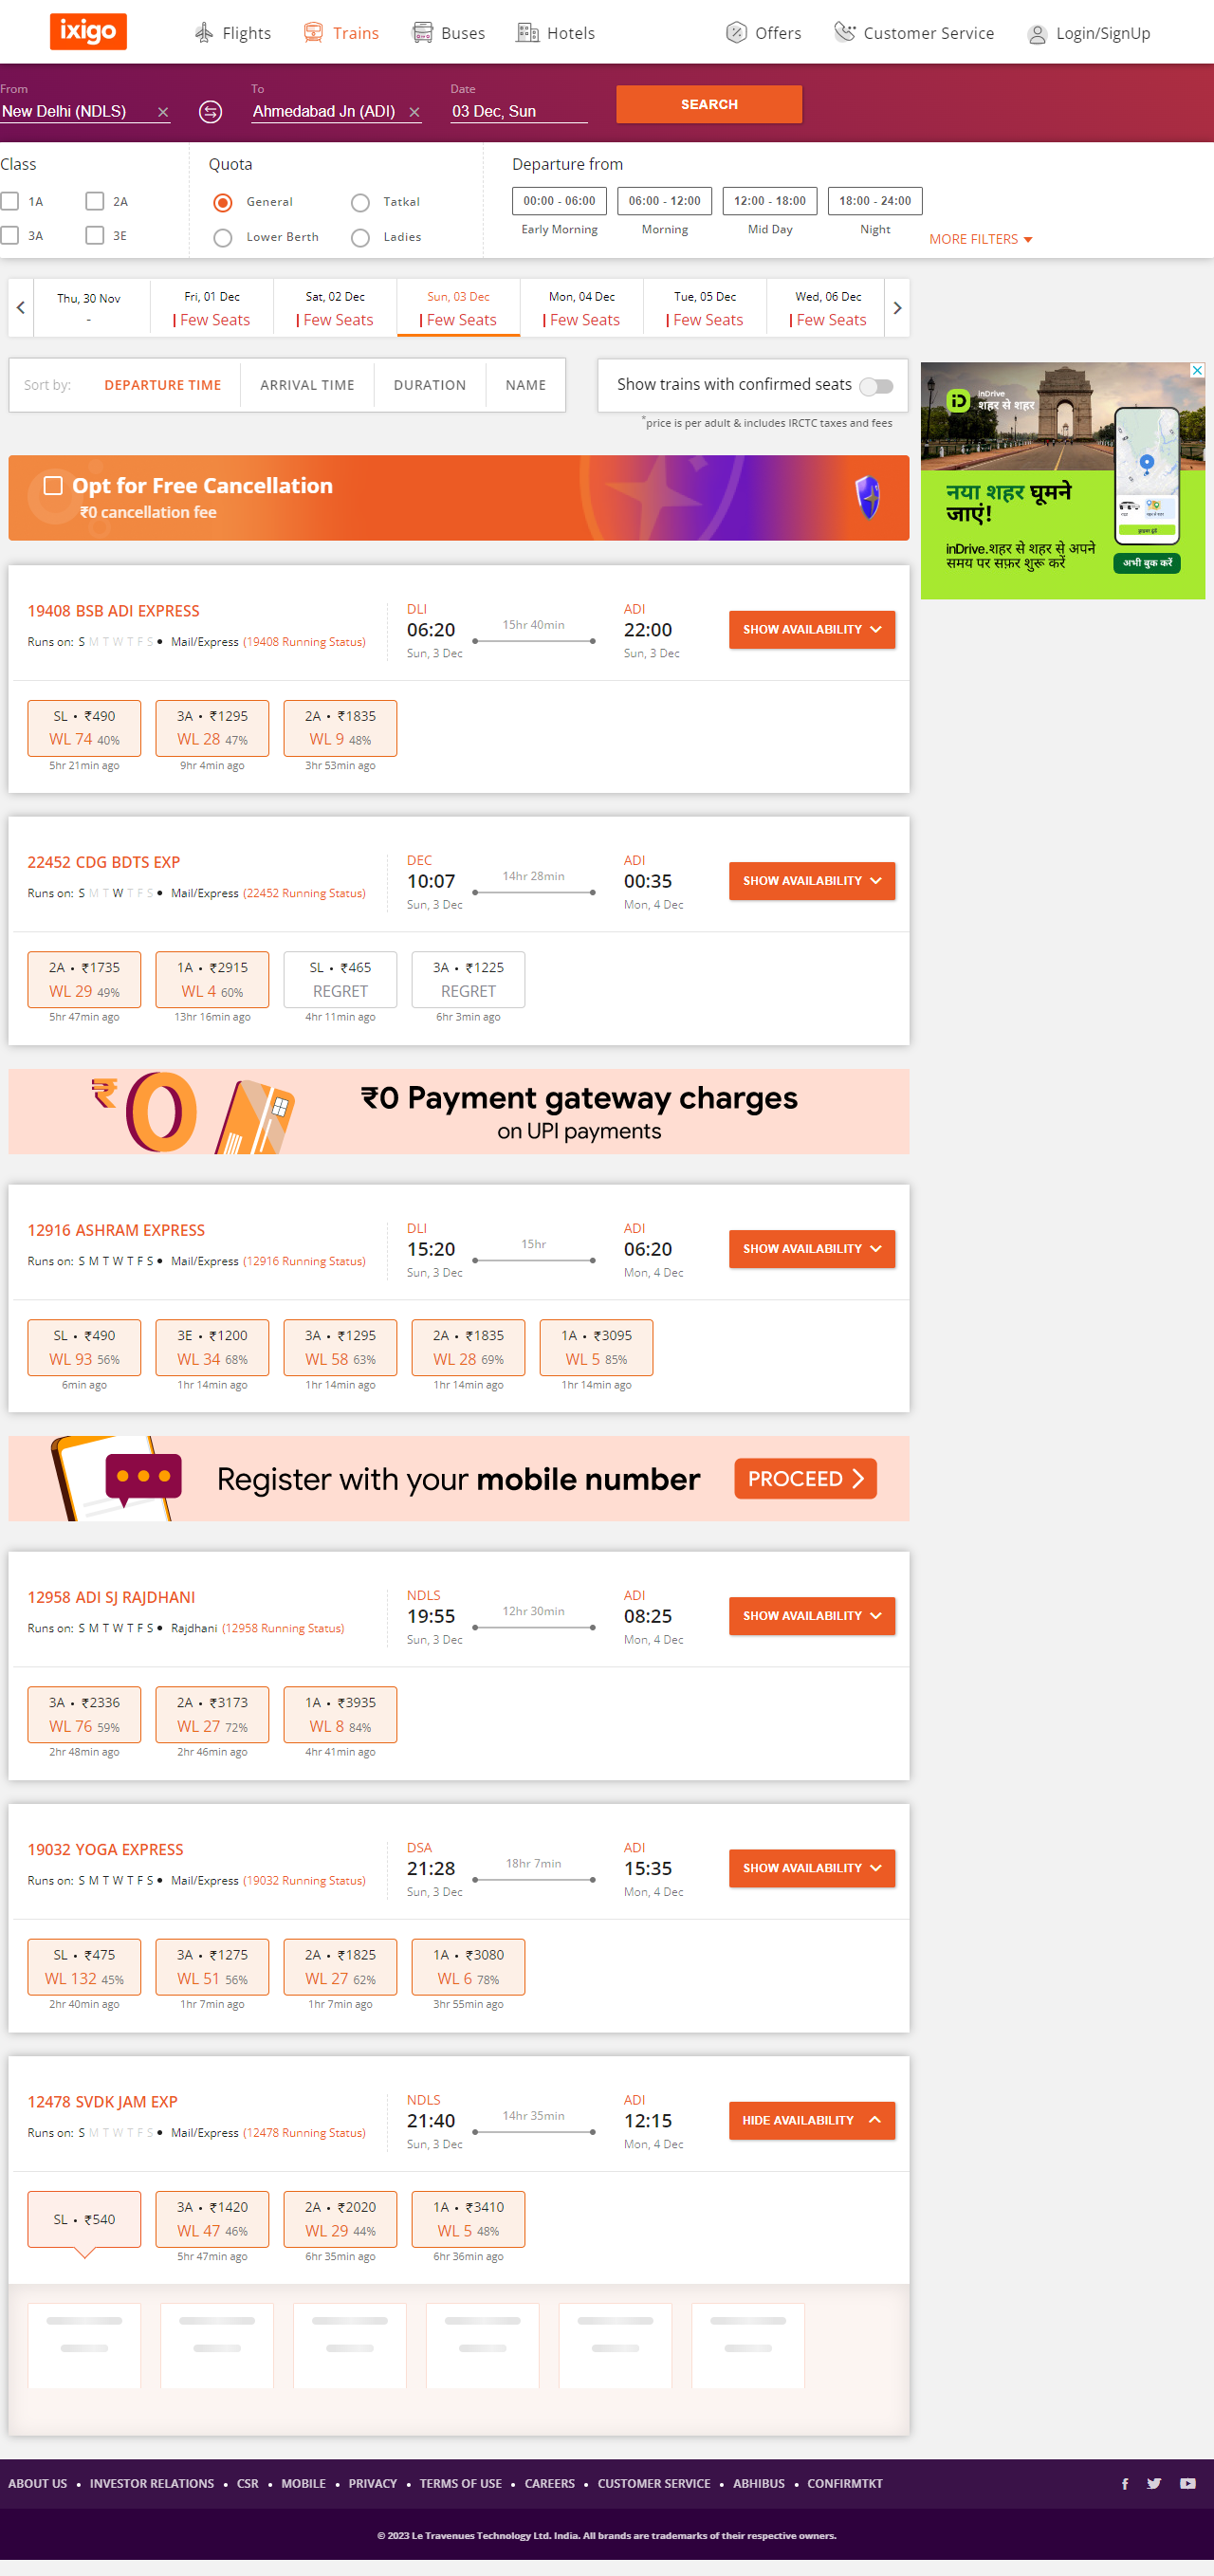 ixigo
Flights
Trains
Buses
Hotels
Offers
Customer Service
Login/SignUp
From
New Delhi (NDLS)
To
Ahmedabad Jn (ADI)
Date
03 Dec, Sun
SEARCH
Class
1A
2A
3A
3E
Quota
General
Tatkal
Lower Berth
Ladies
Departure from
00:00 - 06:00
Early Morning
06:00 - 12:00
Morning
12:00 - 18:00
Mid Day
18:00 - 24:00
Night
MORE FILTERS
Thu, 30 Nov
-
Fri, 01 Dec
Few Seats
Sat, 02 Dec
Few Seats
Sun, 03 Dec
Few Seats
Mon, 04 Dec
Few Seats
Tue, 05 Dec
Few Seats
Wed, 06 Dec
Few Seats
Sort by:
DEPARTURE TIME
ARRIVAL TIME
DURATION
NAME
Show trains with confirmed seats
*price is per adult & includes IRCTC taxes and fees
Opt for Free Cancellation
₹0 cancellation fee
iD inDrive
शहर से शहर
नया शहर घूमने
जाएं!
inDrive.शहर से शहर से अपने
समय पर सफ़र शुरू करें
अभी बुक करें
19408 BSB ADI EXPRESS
Runs on: S M T W T F S • Mail/Express (19408 Running Status)
DLI
06:20
Sun, 3 Dec
15hr 40min
ADI
22:00
Sun, 3 Dec
SHOW AVAILABILITY
SL • ₹490
WL 74 40%
5hr 21min ago
3A • ₹1295
WL 28 47%
9hr 4min ago
2A • ₹1835
WL 9 48%
3hr 53min ago
22452 CDG BDTS EXP
Runs on: S M T W T F S • Mail/Express (22452 Running Status)
DEC
10:07
Sun, 3 Dec
14hr 28min
ADI
00:35
Mon, 4 Dec
SHOW AVAILABILITY
2A • ₹1735
WL 29 49%
5hr 47min ago
1A • ₹2915
WL 4 60%
13hr 16min ago
SL • ₹465
REGRET
4hr 11min ago
3A • ₹1225
REGRET
6hr 3min ago
₹0
₹0 Payment gateway charges
on UPI payments
12916 ASHRAM EXPRESS
Runs on: S M T W T F S • Mail/Express (12916 Running Status)
DLI
15:20
Sun, 3 Dec
15hr
ADI
06:20
Mon, 4 Dec
SHOW AVAILABILITY
SL • ₹490
WL 93 56%
6min ago
3E • ₹1200
WL 34 68%
1hr 14min ago
3A • ₹1295
WL 58 63%
1hr 14min ago
2A • ₹1835
WL 28 69%
1hr 14min ago
1A • ₹3095
WL 5 85%
1hr 14min ago
Register with your mobile number
PROCEED
12958 ADI SJ RAJDHANI
Runs on: S M T W T F S • Rajdhani (12958 Running Status)
NDLS
19:55
Sun, 3 Dec
12hr 30min
ADI
08:25
Mon, 4 Dec
SHOW AVAILABILITY
3A • ₹2336
WL 76 59%
2hr 48min ago
2A • ₹3173
WL 27 72%
2hr 46min ago
1A • ₹3935
WL 8 84%
4hr 41min ago
19032 YOGA EXPRESS
Runs on: S M T W T F S • Mail/Express (19032 Running Status)
DSA
21:28
Sun, 3 Dec
18hr 7min
ADI
15:35
Mon, 4 Dec
SHOW AVAILABILITY
SL • ₹475
WL 132 45%
2hr 40min ago
3A • ₹1275
WL 51 56%
1hr 7min ago
2A • ₹1825
WL 27 62%
1hr 7min ago
1A • ₹3080
WL 6 78%
3hr 55min ago
12478 SVDK JAM EXP
Runs on: S M T W T F S • Mail/Express (12478 Running Status)
NDLS
21:40
Sun, 3 Dec
14hr 35min
ADI
12:15
Mon, 4 Dec
HIDE AVAILABILITY
SL • ₹540
3A • ₹1420
WL 47 46%
5hr 47min ago
2A • ₹2020
WL 29 44%
6hr 35min ago
1A • ₹3410
WL 5 48%
6hr 36min ago
ABOUT US • INVESTOR RELATIONS • CSR • MOBILE • PRIVACY • TERMS OF USE • CAREERS • CUSTOMER SERVICE • ABHIBUS • CONFIRMTKT
© 2023 Le Travenues Technology Ltd. India. All brands are trademarks of their respective owners.